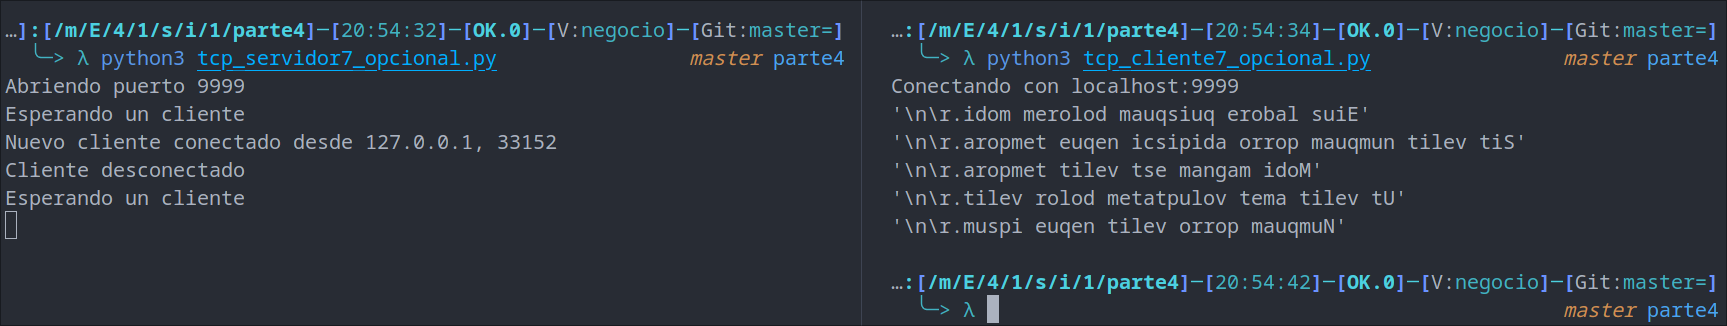 …]:[/m/E/4/1/s/i/1/parte4]─[20:54:32]─[OK.0]─[V:negocio]─[Git:master=]
╰─> λ python3 tcp_servidor7_opcional.py master parte4
Abriendo puerto 9999
Esperando un cliente
Nuevo cliente conectado desde 127.0.0.1, 33152
Cliente desconectado
Esperando un cliente
…:[/m/E/4/1/s/i/1/parte4]─[20:54:34]─[OK.0]─[V:negocio]─[Git:master=]
╰─> λ python3 tcp_cliente7_opcional.py master parte4
Conectando con localhost:9999
'\n\r.idom merolod mauqsiuq erobal suiE'
'\n\r.aropmet euqen icsipida orrop mauqmun tilev tiS'
'\n\r.aropmet tilev tse mangam idoM'
'\n\r.tilev rolod metatpulov tema tilev tU'
'\n\r.muspi euqen tilev orrop mauqmuN'
…:[/m/E/4/1/s/i/1/parte4]─[20:54:42]─[OK.0]─[V:negocio]─[Git:master=]
╰─> λ master parte4